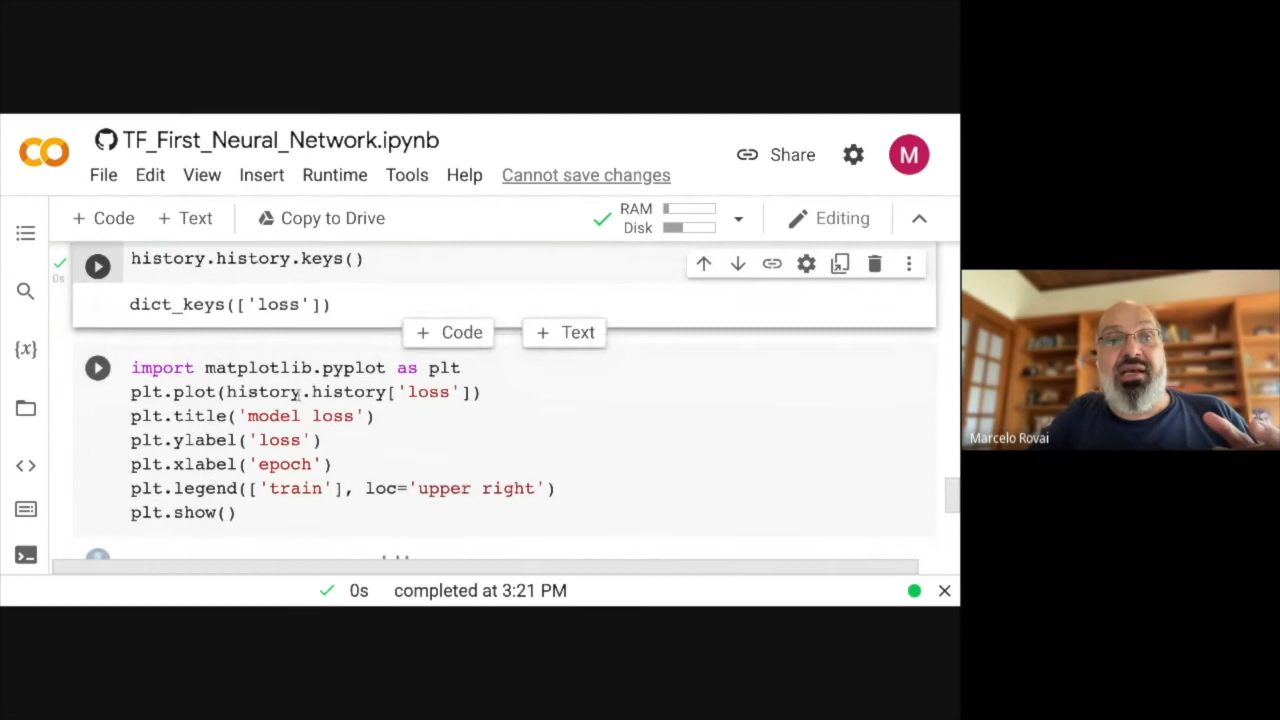 TF_First_Neural_Network.ipynb
File Edit View Insert Runtime Tools Help Cannot save changes
Share
M
+ Code + Text Copy to Drive
RAM
Disk
Editing
history.history.keys()
0s
dict_keys(['loss'])
+ Code + Text
{x}
import matplotlib.pyplot as plt
plt.plot(history.history['loss'])
plt.title('model loss')
plt.ylabel('loss')
plt.xlabel('epoch')
plt.legend(['train'], loc='upper right')
plt.show()
0s completed at 3:21 PM
Marcelo Rovai